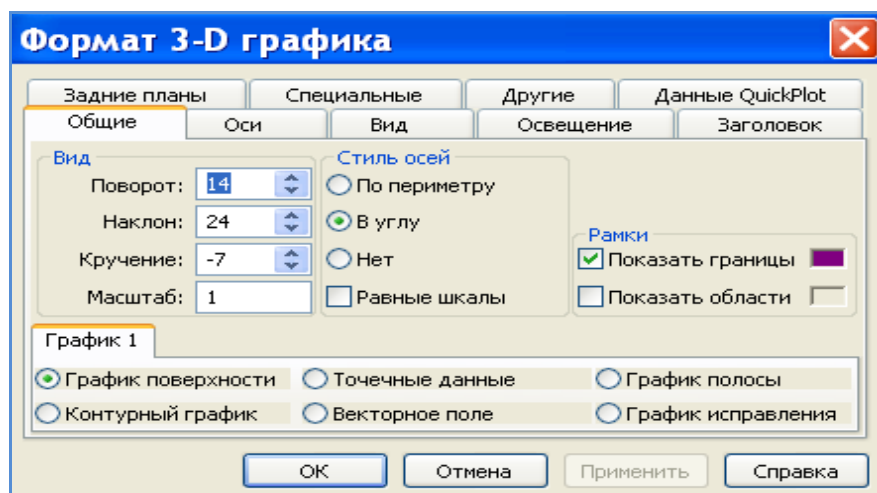 Формат 3-D графика
Задние планы Специальные Другие Данные QuickPlot
Общие Оси Вид Освещение Заголовок
Вид
Поворот: 14
Наклон: 24
Кручение: -7
Масштаб: 1
Стиль осей
По периметру
В углу
Нет
Равные шкалы
Рамки
Показать границы
Показать области
График 1
График поверхности Точечные данные График полосы
Контурный график Векторное поле График исправления
OK Отмена Применить Справка